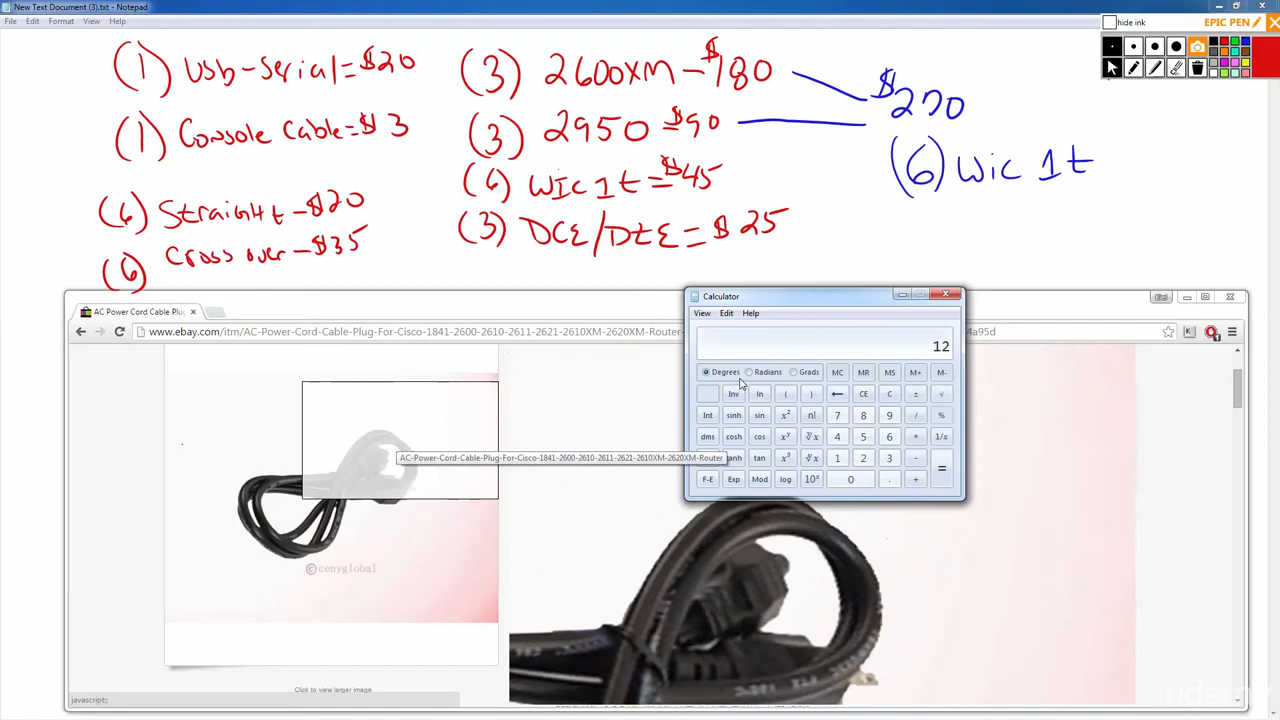 New Text Document (3).txt - Notepad
File Edit Format View Help
hide ink EPIC PEN
(1) Usb-Serial=$20
(1) Console Cable=$3
(6) Straight-$20
(6) Cross over-$35
(3) 2600XM-$180
(3) 2950=$90
(6) Wic 1t=$45
(3) DCE/DTE=$25
$270
(6) Wic 1t
AC Power Cord Cable Plug
www.ebay.com/itm/AC-Power-Cord-Cable-Plug-For-Cisco-1841-2600-2610-2611-2621-2610XM-2620XM-Router-
4a95d
AC-Power-Cord-Cable-Plug-For-Cisco-1841-2600-2610-2611-2621-2610XM-2620XM-Router
©cenyglobal
Click to view larger image
javascript:;
Calculator
View Edit Help
12
Degrees Radians Grads MC MR MS M+ M-
Inv ln ( ) ← CE C ± √
Int sinh sin x² n! 7 8 9 / %
dms cosh cos xʸ ʸ√x 4 5 6 * 1/x
tanh tan x³ ³√x 1 2 3 - =
F-E Exp Mod log 10ˣ 0 . +
udemy